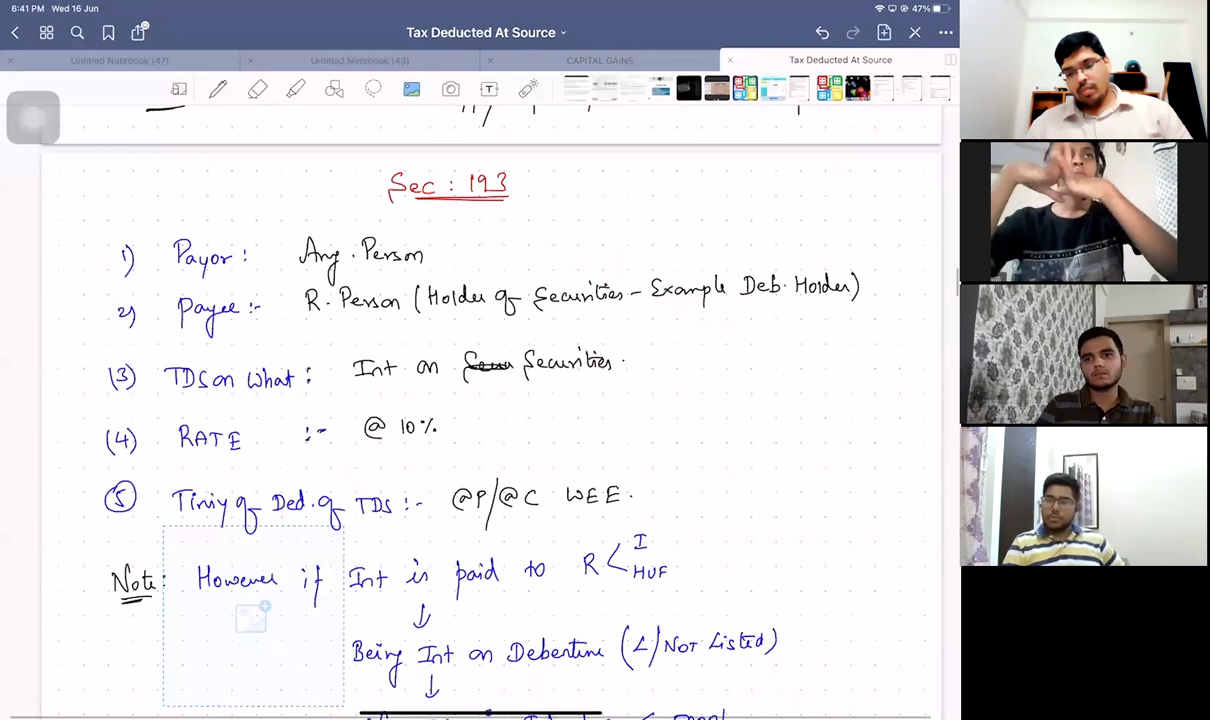 6:41 PM Wed 16 Jun
47%
Tax Deducted At Source
Untitled Notebook (47)
Untitled Notebook (43)
CAPITAL GAINS
Tax Deducted At Source
Sec : 193
1) Payor : Any . Person
2) Payee :- R. Person (Holder of Securities - Example Deb. Holder)
(3) TDS on What : Int on Securities .
(4) RATE :- @ 10%
5 Timiy of Ded. of TDS :- @P/@C WEE .
Note : However if Int is paid to R < I
HUF
↓
Being Int on Debenture (L/NOT Listed)
↓